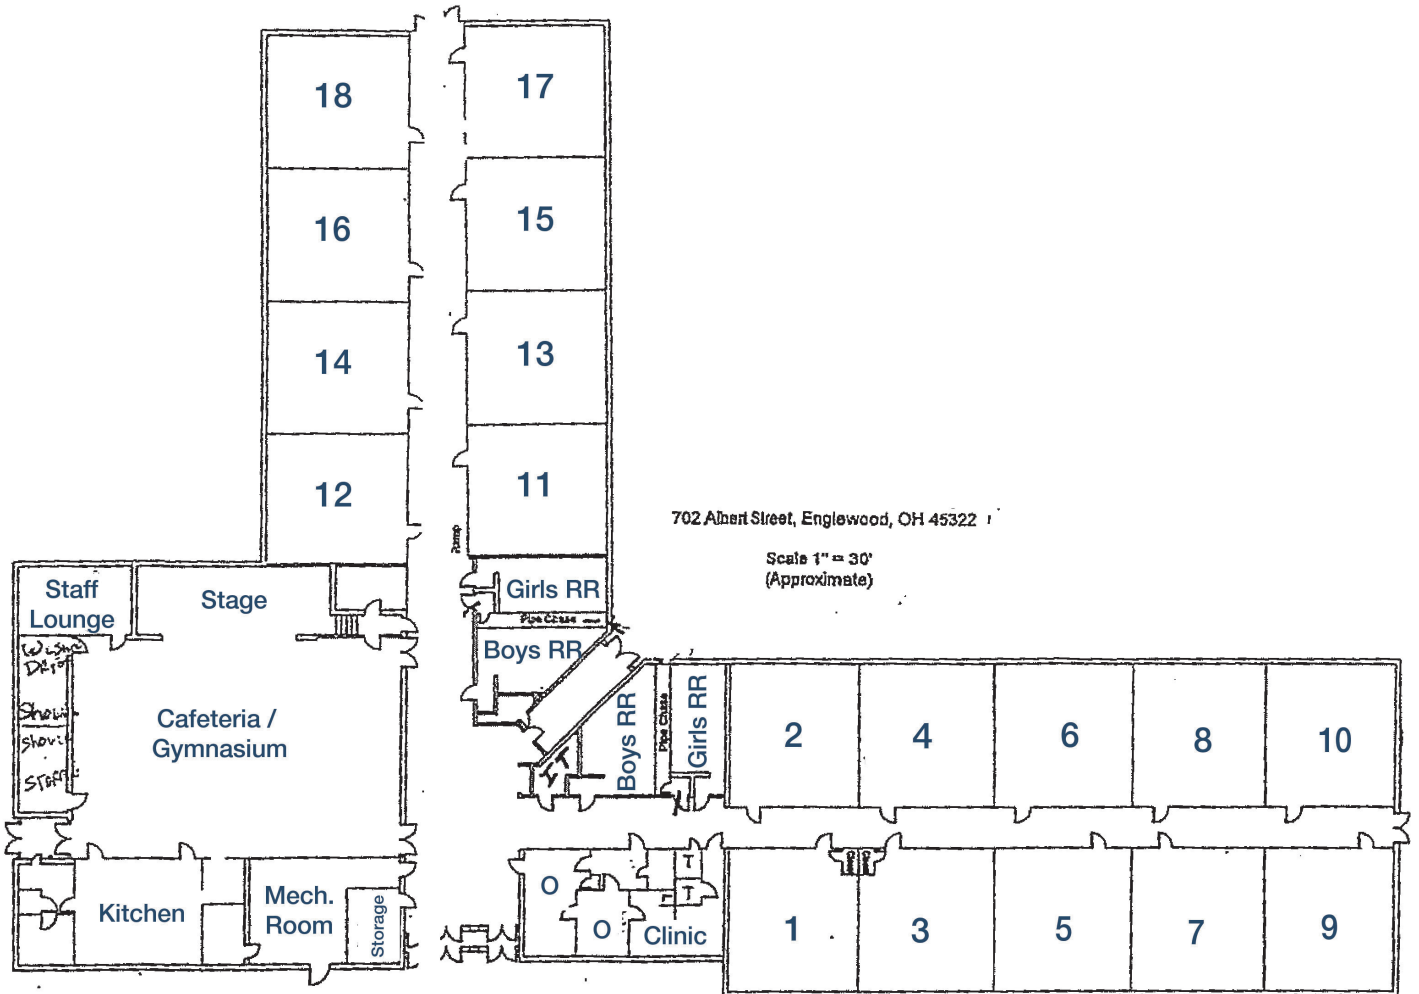 18
17
16
15
14
13
12
11
702 Albert Street, Englewood, OH 45322
Scale 1" = 30'
(Approximate)
Staff
Lounge
Stage
Girls RR
Pipe Chase
Boys RR
Cafeteria /
Gymnasium
Boys RR
Pipe Chase
Girls RR
2
4
6
8
10
Kitchen
Mech.
Room
Storage
O
O
Clinic
T
T
1
3
5
7
9